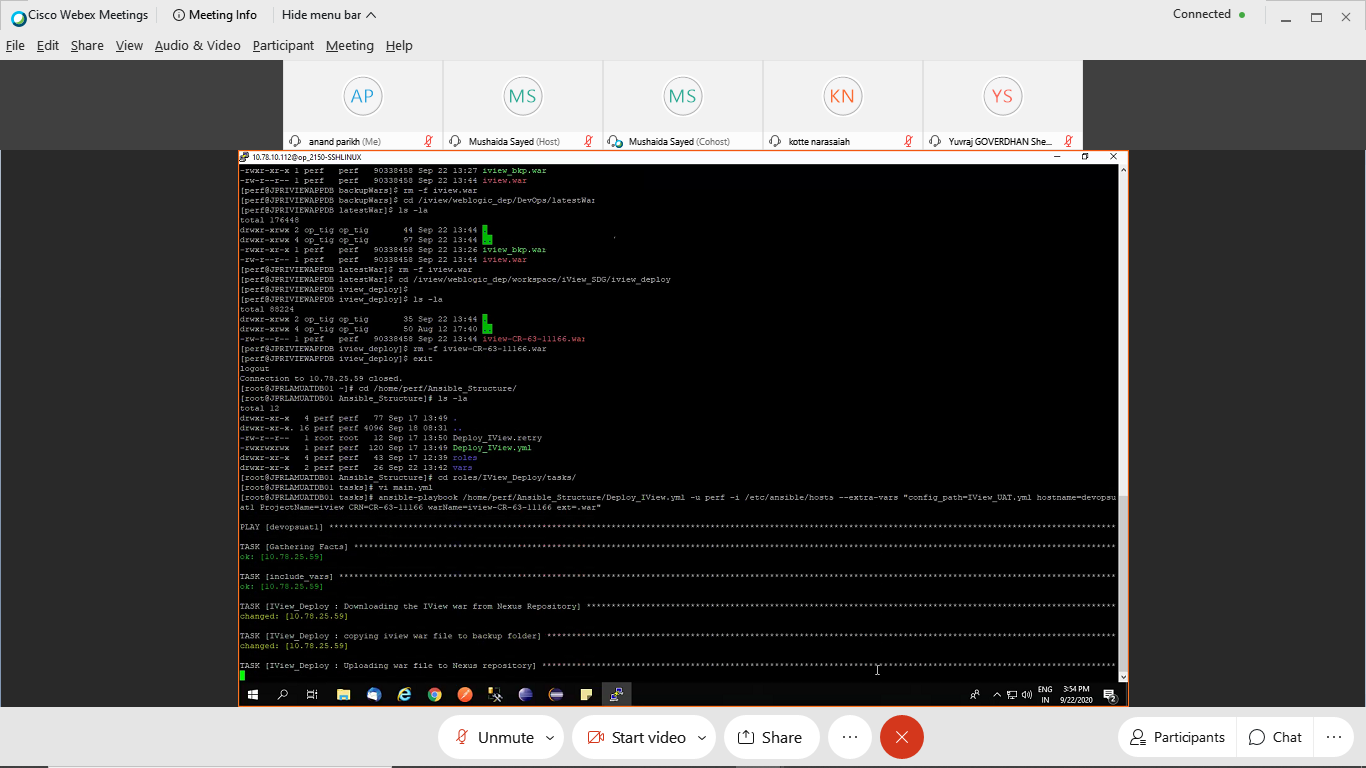 Cisco Webex Meetings
Meeting Info
Hide menu bar
Connected
File Edit Share View Audio & Video Participant Meeting Help
AP
MS
MS
KN
YS
anand parikh (Me)
Mushaida Sayed (Host)
Mushaida Sayed (Cohost)
kotte narasaiah
Yuvraj GOVERDHAN She...
10.78.10.112@op_2150-SSHLINUX
-rwxr-xr-x 1 perf perf 90338458 Sep 22 13:27 iview_bkp.war
-rw-r--r-- 1 perf perf 90338458 Sep 22 13:44 iview.war
[perf@JPRIVIEWAPPDB backupWars]$ rm -f iview.war
[perf@JPRIVIEWAPPDB backupWars]$ cd /iview/weblogic_dep/DevOps/latestWar
[perf@JPRIVIEWAPPDB latestWar]$ ls -la
total 176448
drwxr-xrwx 2 op_tig op_tig 44 Sep 22 13:44 .
drwxr-xrwx 4 op_tig op_tig 97 Sep 22 13:44 ..
-rwxr-xr-x 1 perf perf 90338458 Sep 22 13:26 iview_bkp.war
-rw-r--r-- 1 perf perf 90338458 Sep 22 13:44 iview.war
[perf@JPRIVIEWAPPDB latestWar]$ rm -f iview.war
[perf@JPRIVIEWAPPDB latestWar]$ cd /iview/weblogic_dep/workspace/iView_SDG/iview_deploy
[perf@JPRIVIEWAPPDB iview_deploy]$
[perf@JPRIVIEWAPPDB iview_deploy]$ ls -la
total 88224
drwxr-xrwx 2 op_tig op_tig 35 Sep 22 13:44 .
drwxr-xrwx 4 op_tig op_tig 50 Aug 12 17:40 ..
-rw-r--r-- 1 perf perf 90338458 Sep 22 13:44 iview-CR-63-11166.war
[perf@JPRIVIEWAPPDB iview_deploy]$ rm -f iview-CR-63-11166.war
[perf@JPRIVIEWAPPDB iview_deploy]$ exit
logout
Connection to 10.78.25.59 closed.
[root@JPRLAMUATDB01 ~]# cd /home/perf/Ansible_Structure/
[root@JPRLAMUATDB01 Ansible_Structure]# ls -la
total 12
drwxr-xr-x 4 perf perf 77 Sep 17 13:49 .
drwxr-xr-x. 16 perf perf 4096 Sep 18 08:31 ..
-rw-r--r-- 1 root root 12 Sep 17 13:50 Deploy_IView.retry
-rwxrwxrwx 1 perf perf 120 Sep 17 13:49 Deploy_IView.yml
drwxr-xr-x 4 perf perf 43 Sep 17 12:39 roles
drwxr-xr-x 2 perf perf 26 Sep 22 13:42 vars
[root@JPRLAMUATDB01 Ansible_Structure]# cd roles/IView_Deploy/tasks/
[root@JPRLAMUATDB01 tasks]# vi main.yml
[root@JPRLAMUATDB01 tasks]# ansible-playbook /home/perf/Ansible_Structure/Deploy_IView.yml -u perf -i /etc/ansible/hosts --extra-vars "config_path=IView_UAT.yml hostname=devopsu
at1 ProjectName=iview CRN=CR-63-11166 warName=iview-CR-63-11166 ext=.war"
PLAY [devopsuat1] ****
TASK [Gathering Facts] ****
ok: [10.78.25.59]
TASK [include_vars] ****
ok: [10.78.25.59]
TASK [IView_Deploy : Downloading the IView war from Nexus Repository] ****
changed: [10.78.25.59]
TASK [IView_Deploy : copying iview war file to backup folder] ****
changed: [10.78.25.59]
TASK [IView_Deploy : Uploading war file to Nexus repository] ****
ENG
IN
3:54 PM
9/22/2020
2
Unmute
Start video
Share
Participants
Chat